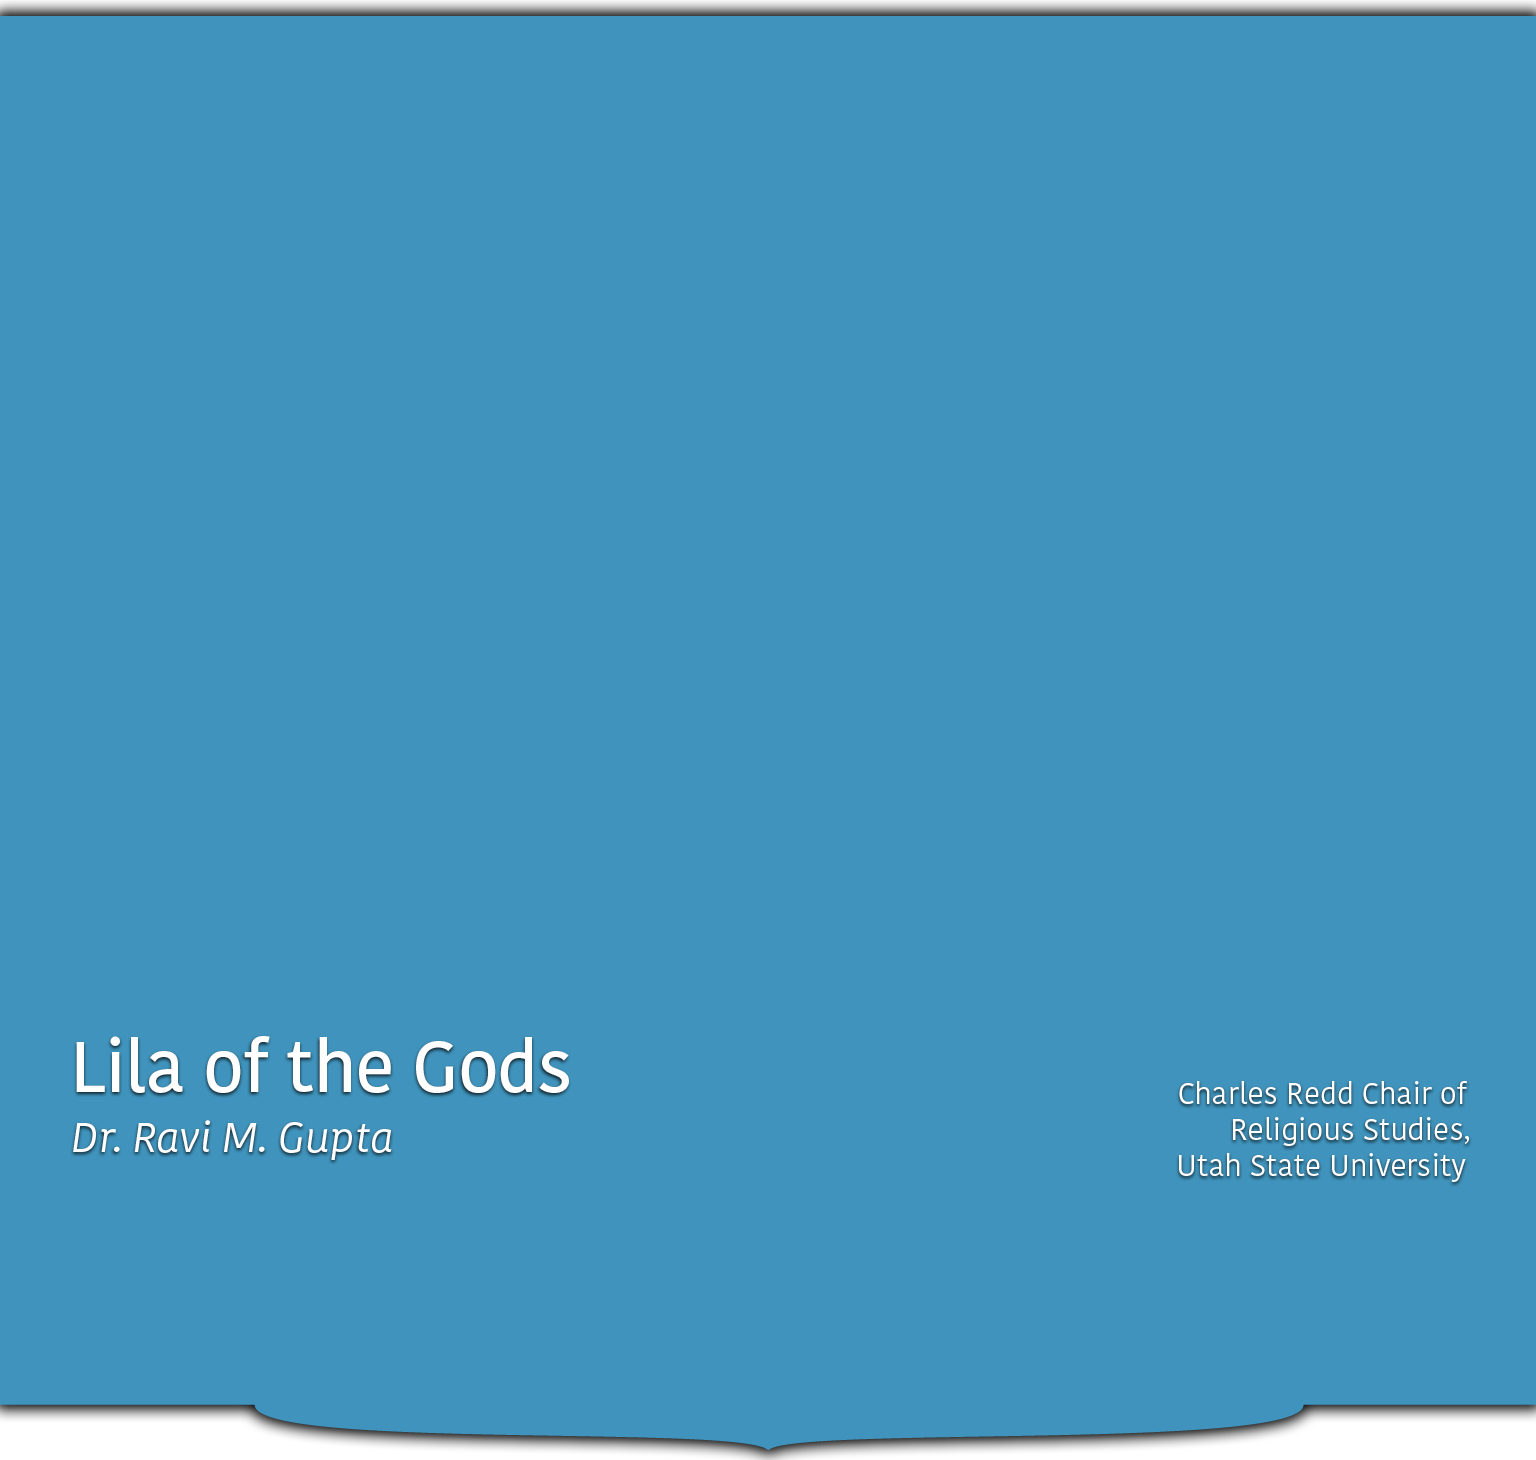 Lila of the Gods
Dr. Ravi M. Gupta
Charles Redd Chair of
Religious Studies,
Utah State University